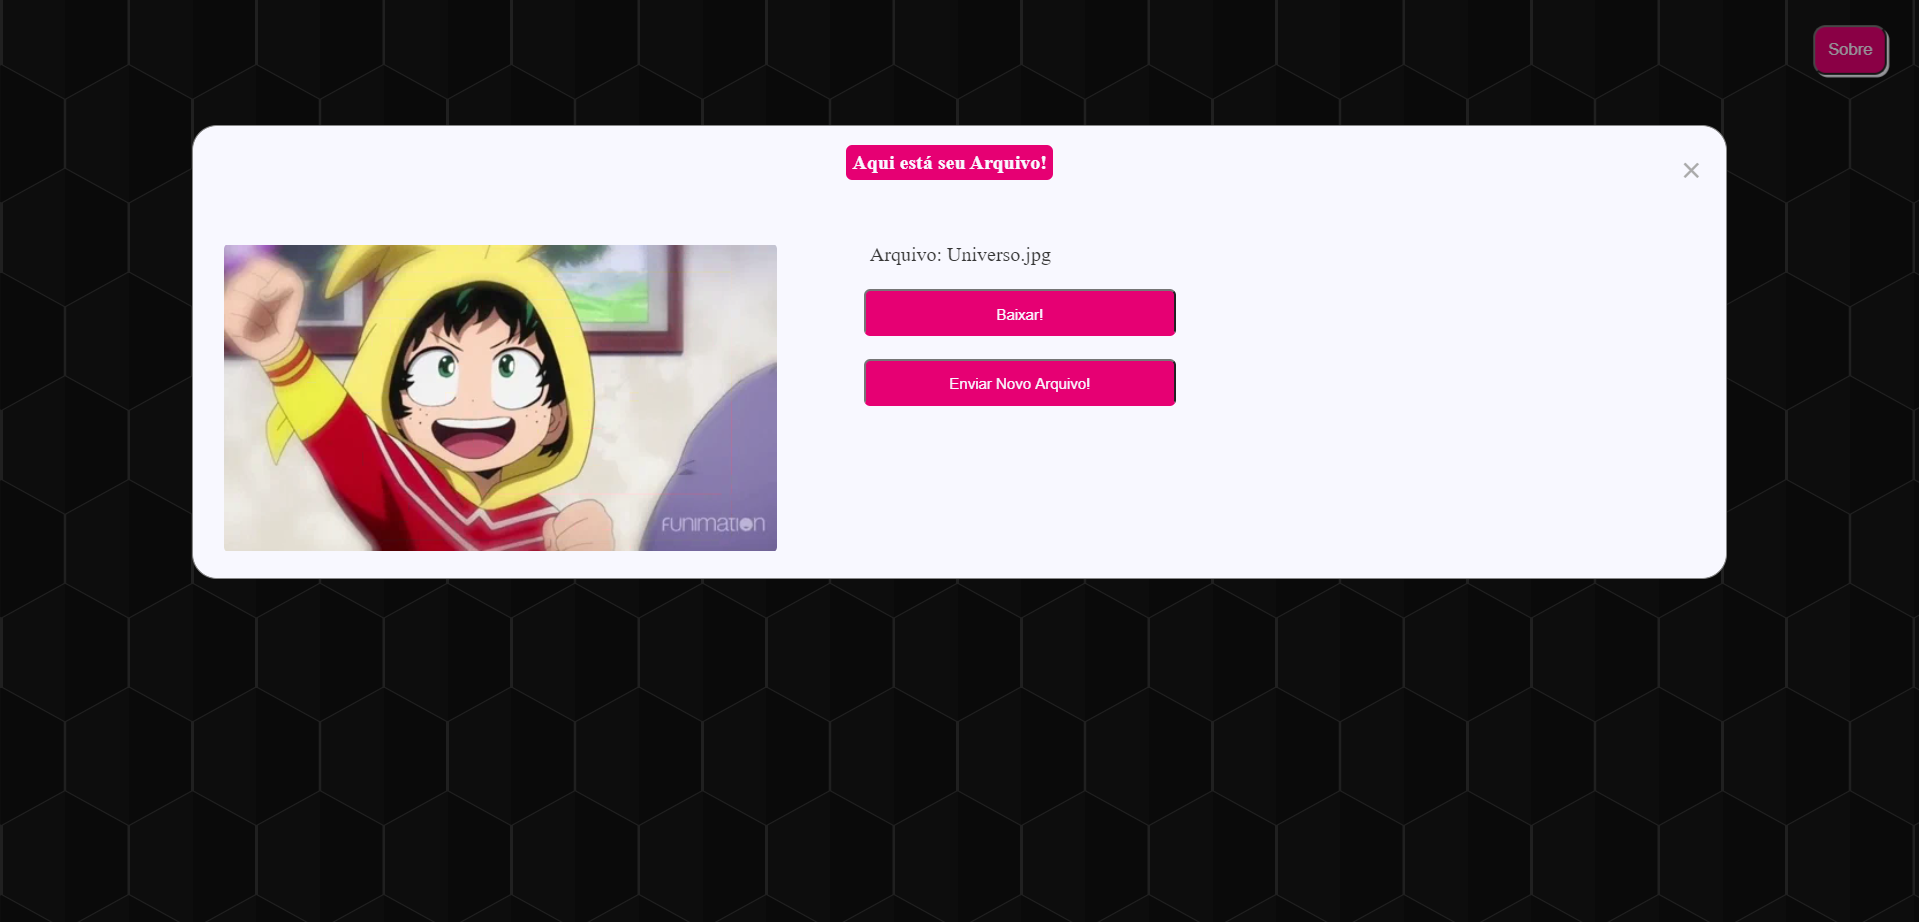 Sobre
Aqui está seu Arquivo!
×
Arquivo: Universo.jpg
Baixar!
Enviar Novo Arquivo!
FUNIMATION